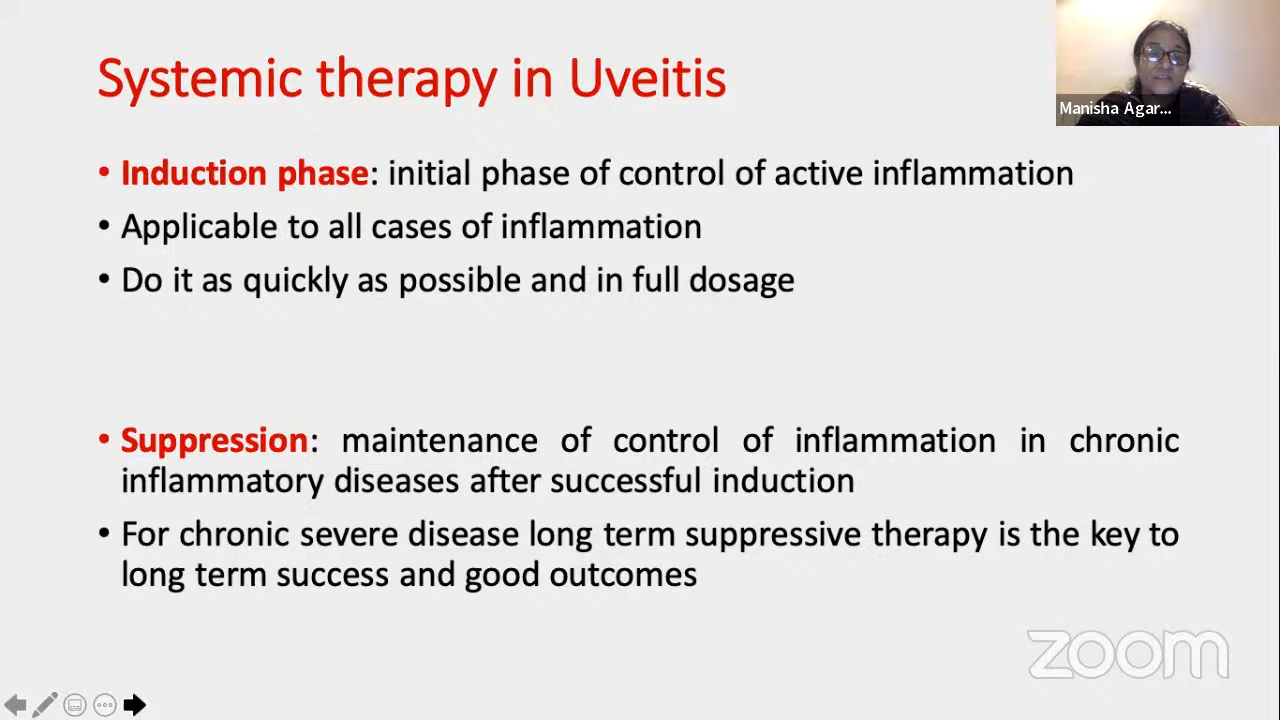 Systemic therapy in Uveitis
Manisha Agar...
• Induction phase: initial phase of control of active inflammation
• Applicable to all cases of inflammation
• Do it as quickly as possible and in full dosage
• Suppression: maintenance of control of inflammation in chronic
inflammatory diseases after successful induction
• For chronic severe disease long term suppressive therapy is the key to
long term success and good outcomes
zoom